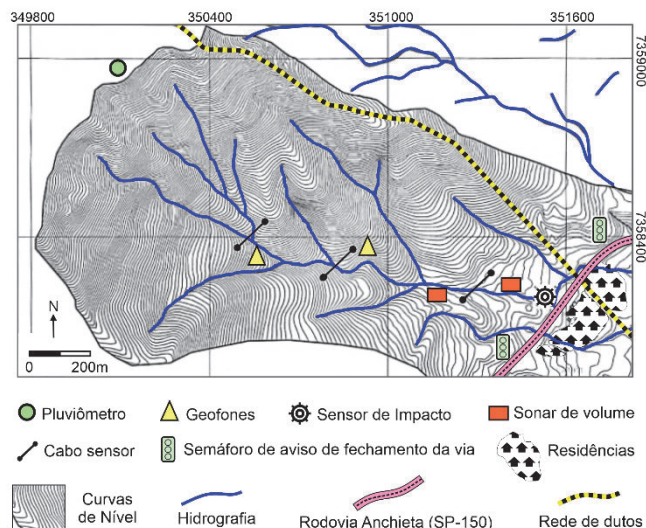 349800 350400 351000 351600
7359000
7358400
N
0 200m
Pluviômetro Geofones Sensor de Impacto Sonar de volume
Cabo sensor Semáforo de aviso de fechamento da via Residências
Curvas
de Nível Hidrografia Rodovia Anchieta (SP-150) Rede de dutos